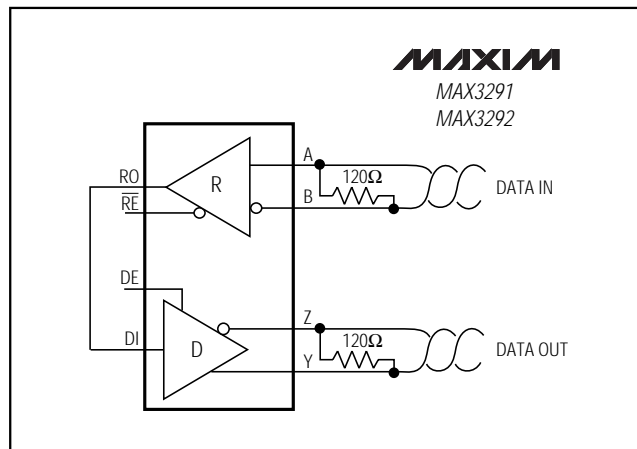 MAXIM
MAX3291
MAX3292
A
RO
R
120Ω
RE
B
DATA IN
DE
Z
DI
D
120Ω
DATA OUT
Y